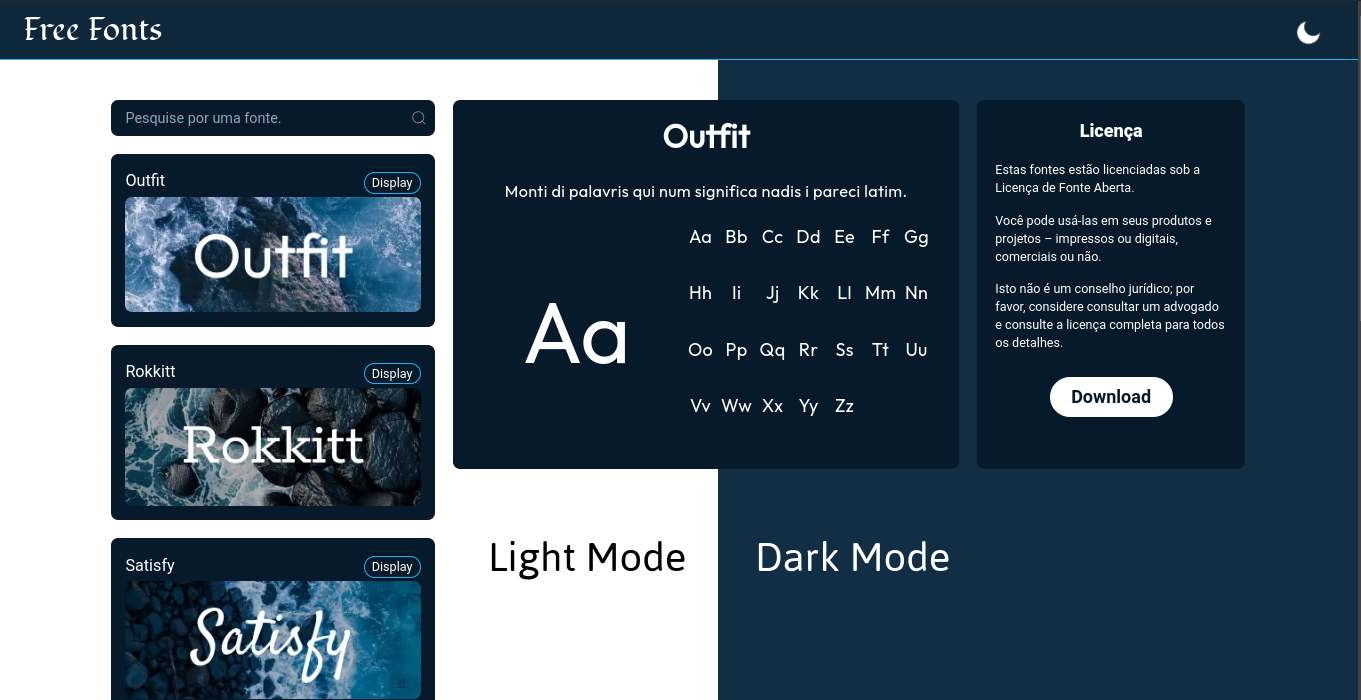 Free Fonts
Pesquise por uma fonte.
Outfit
Display
Outfit
Rokkitt
Display
Rokkitt
Satisfy
Display
Satisfy
Outfit
Monti di palavris qui num significa nadis i pareci latim.
Aa
Aa Bb Cc Dd Ee Ff Gg
Hh Ii Jj Kk Ll Mm Nn
Oo Pp Qq Rr Ss Tt Uu
Vv Ww Xx Yy Zz
Licença
Estas fontes estão licenciadas sob a
Licença de Fonte Aberta.
Você pode usá-las em seus produtos e
projetos – impressos ou digitais,
comerciais ou não.
Isto não é um conselho jurídico; por
favor, considere consultar um advogado
e consulte a licença completa para todos
os detalhes.
Download
Light Mode
Dark Mode